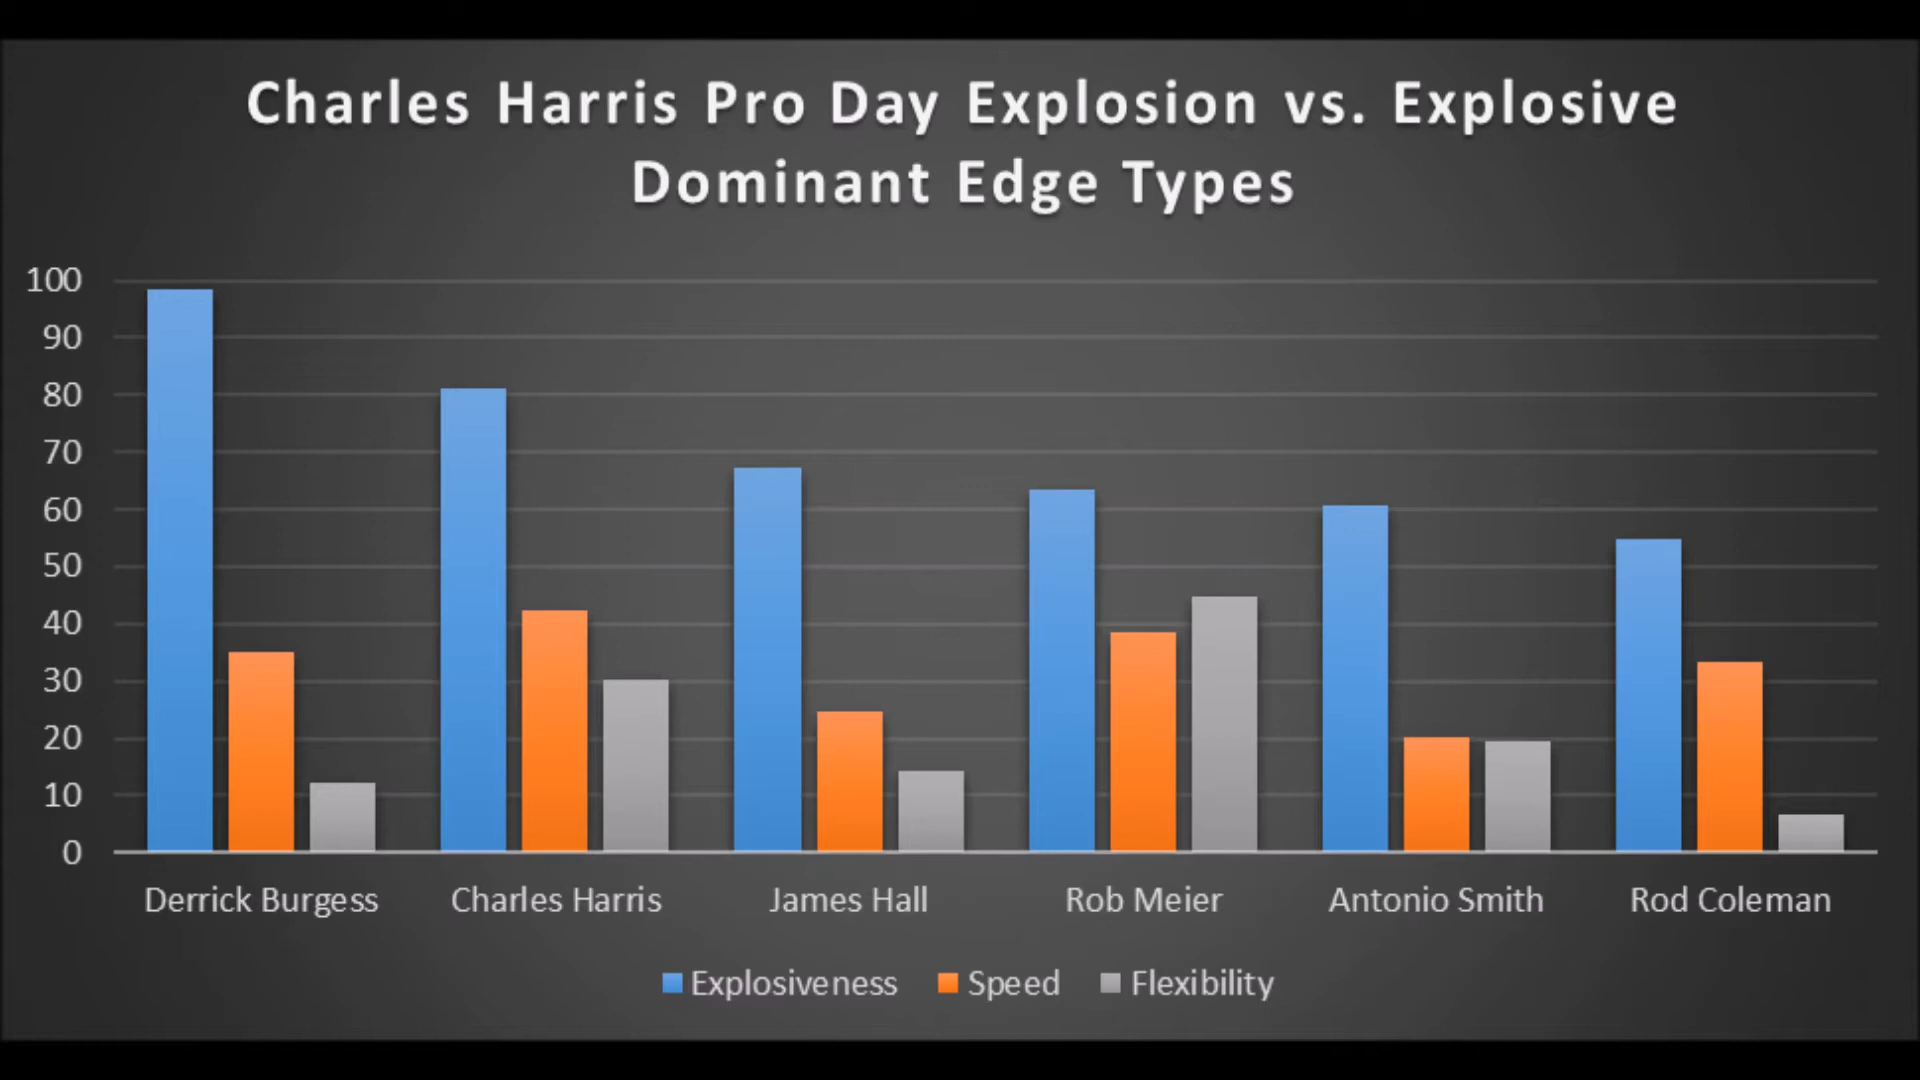 Charles Harris Pro Day Explosion vs. Explosive
Dominant Edge Types
100
90
80
70
60
50
40
30
20
10
0
Derrick Burgess Charles Harris James Hall Rob Meier Antonio Smith Rod Coleman
Explosiveness Speed Flexibility